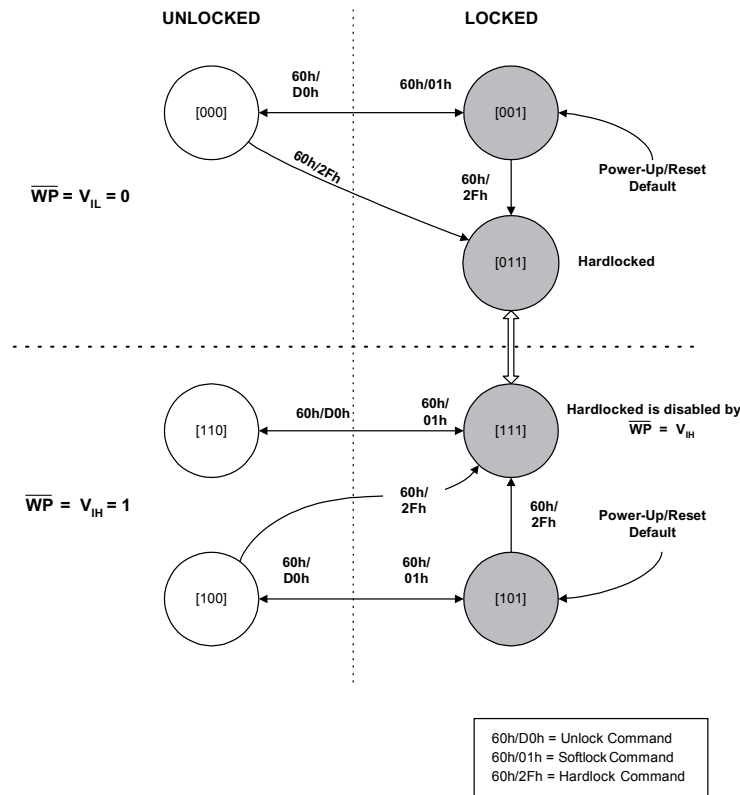 UNLOCKED
LOCKED
60h/
D0h
60h/01h
[000]
[001]
60h/2Fh
60h/
2Fh
Power-Up/Reset
Default
WP = VIL = 0
[011]
Hardlocked
60h/D0h
60h/
01h
[110]
[111]
Hardlocked is disabled by
WP = VIH
60h/
2Fh
60h/
2Fh
WP = VIH = 1
Power-Up/Reset
Default
60h/
D0h
60h/
01h
[100]
[101]
60h/D0h = Unlock Command
60h/01h = Softlock Command
60h/2Fh = Hardlock Command